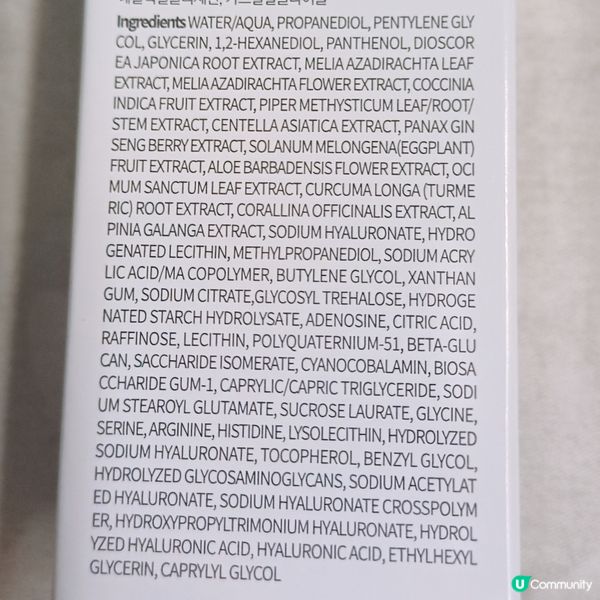 Ingredients WATER/AQUA, PROPANEDIOL, PENTYLENE GLY
COL, GLYCERIN, 1,2-HEXANEDIOL, PANTHENOL, DIOSCOR
EA JAPONICA ROOT EXTRACT, MELIA AZADIRACHTA LEAF
EXTRACT, MELIA AZADIRACHTA FLOWER EXTRACT, COCCINIA
INDICA FRUIT EXTRACT, PIPER METHYSTICUM LEAF/ROOT/
STEM EXTRACT, CENTELLA ASIATICA EXTRACT, PANAX GIN
SENG BERRY EXTRACT, SOLANUM MELONGENA(EGGPLANT)
FRUIT EXTRACT, ALOE BARBADENSIS FLOWER EXTRACT, OCI
MUM SANCTUM LEAF EXTRACT, CURCUMA LONGA (TURME
RIC) ROOT EXTRACT, CORALLINA OFFICINALIS EXTRACT, AL
PINIA GALANGA EXTRACT, SODIUM HYALURONATE, HYDRO
GENATED LECITHIN, METHYLPROPANEDIOL, SODIUM ACRY
LIC ACID/MA COPOLYMER, BUTYLENE GLYCOL, XANTHAN
GUM, SODIUM CITRATE,GLYCOSYL TREHALOSE, HYDROGE
NATED STARCH HYDROLYSATE, ADENOSINE, CITRIC ACID,
RAFFINOSE, LECITHIN, POLYQUATERNIUM-51, BETA-GLU
CAN, SACCHARIDE ISOMERATE, CYANOCOBALAMIN, BIOSA
CCHARIDE GUM-1, CAPRYLIC/CAPRIC TRIGLYCERIDE, SODI
UM STEAROYL GLUTAMATE, SUCROSE LAURATE, GLYCINE,
SERINE, ARGININE, HISTIDINE, LYSOLECITHIN, HYDROLYZED
SODIUM HYALURONATE, TOCOPHEROL, BENZYL GLYCOL,
HYDROLYZED GLYCOSAMINOGLYCANS, SODIUM ACETYLAT
ED HYALURONATE, SODIUM HYALURONATE CROSSPOLYM
ER, HYDROXYPROPYLTRIMONIUM HYALURONATE, HYDROL
YZED HYALURONIC ACID, HYALURONIC ACID, ETHYLHEXYL
GLYCERIN, CAPRYLYL GLYCOL
U Community